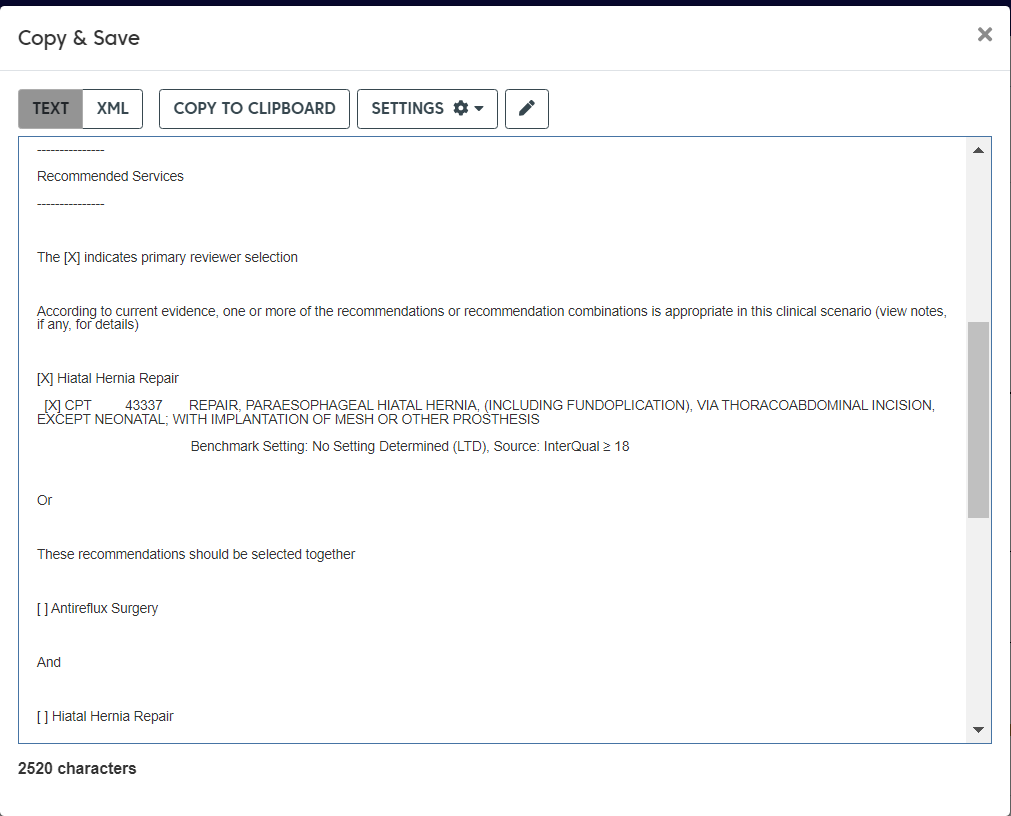 Copy & Save
TEXT XML COPY TO CLIPBOARD SETTINGS
---------------
Recommended Services
---------------
The [X] indicates primary reviewer selection
According to current evidence, one or more of the recommendations or recommendation combinations is appropriate in this clinical scenario (view notes,
if any, for details)
[X] Hiatal Hernia Repair
[X] CPT 43337 REPAIR, PARAESOPHAGEAL HIATAL HERNIA, (INCLUDING FUNDOPLICATION), VIA THORACOABDOMINAL INCISION,
EXCEPT NEONATAL; WITH IMPLANTATION OF MESH OR OTHER PROSTHESIS
Benchmark Setting: No Setting Determined (LTD), Source: InterQual ≥ 18
Or
These recommendations should be selected together
[ ] Antireflux Surgery
And
[ ] Hiatal Hernia Repair
2520 characters